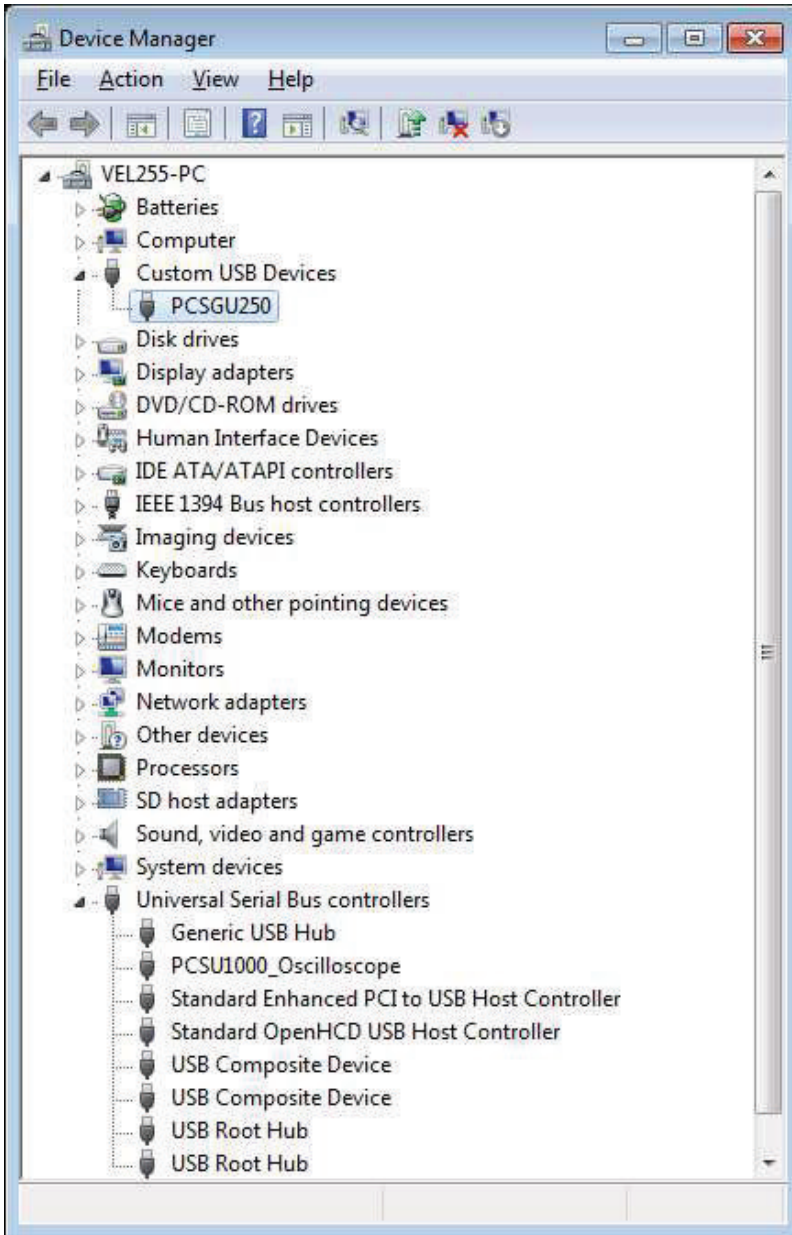 Device Manager
File Action View Help
VEL255-PC
Batteries
Computer
Custom USB Devices
PCSGU250
Disk drives
Display adapters
DVD/CD-ROM drives
Human Interface Devices
IDE ATA/ATAPI controllers
IEEE 1394 Bus host controllers
Imaging devices
Keyboards
Mice and other pointing devices
Modems
Monitors
Network adapters
Other devices
Processors
SD host adapters
Sound, video and game controllers
System devices
Universal Serial Bus controllers
Generic USB Hub
PCSU1000_Oscilloscope
Standard Enhanced PCI to USB Host Controller
Standard OpenHCD USB Host Controller
USB Composite Device
USB Composite Device
USB Root Hub
USB Root Hub